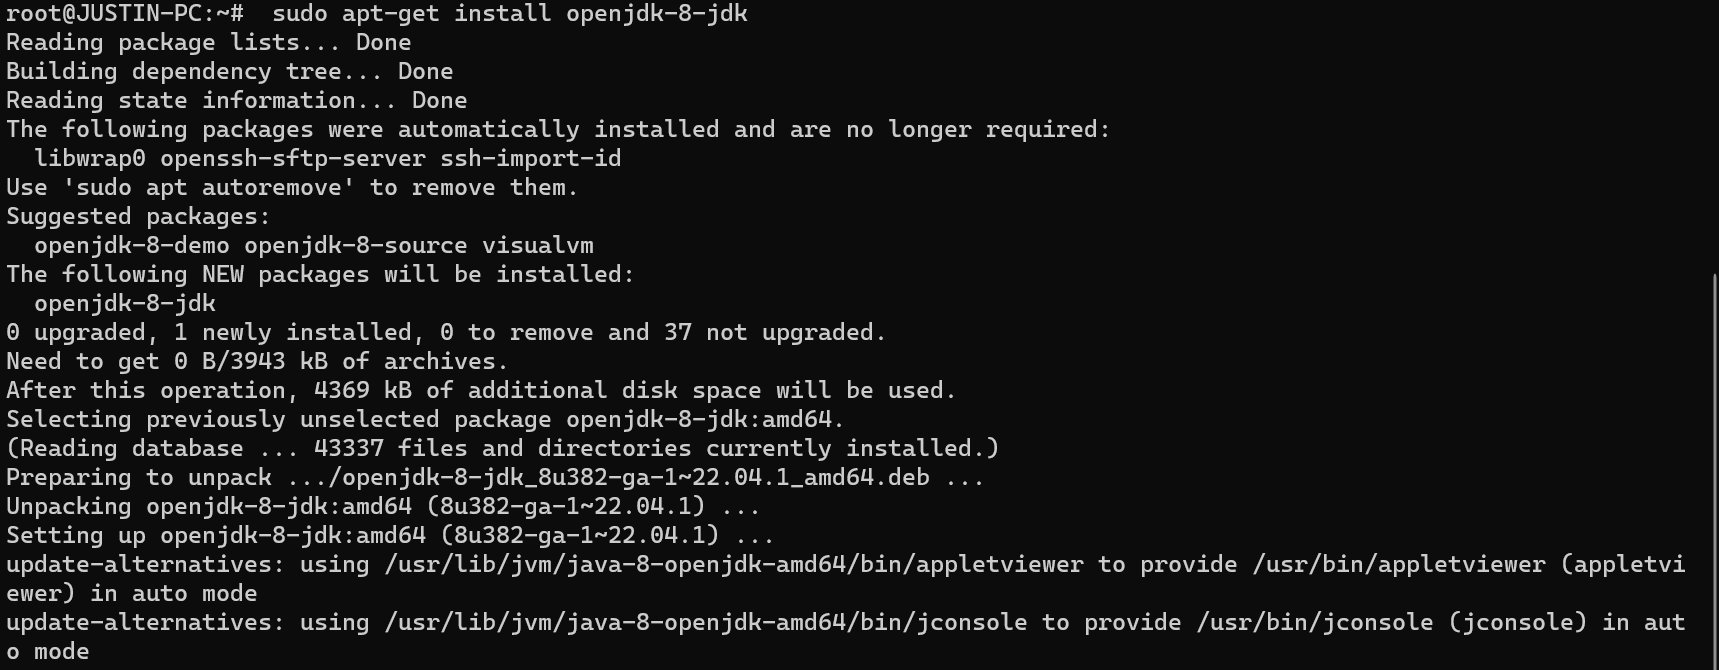 root@JUSTIN-PC:~#  sudo apt-get install openjdk-8-jdk
Reading package lists... Done
Building dependency tree... Done
Reading state information... Done
The following packages were automatically installed and are no longer required:
  libwrap0 openssh-sftp-server ssh-import-id
Use 'sudo apt autoremove' to remove them.
Suggested packages:
  openjdk-8-demo openjdk-8-source visualvm
The following NEW packages will be installed:
  openjdk-8-jdk
0 upgraded, 1 newly installed, 0 to remove and 37 not upgraded.
Need to get 0 B/3943 kB of archives.
After this operation, 4369 kB of additional disk space will be used.
Selecting previously unselected package openjdk-8-jdk:amd64.
(Reading database ... 43337 files and directories currently installed.)
Preparing to unpack .../openjdk-8-jdk_8u382-ga-1~22.04.1_amd64.deb ...
Unpacking openjdk-8-jdk:amd64 (8u382-ga-1~22.04.1) ...
Setting up openjdk-8-jdk:amd64 (8u382-ga-1~22.04.1) ...
update-alternatives: using /usr/lib/jvm/java-8-openjdk-amd64/bin/appletviewer to provide /usr/bin/appletviewer (appletvi
ewer) in auto mode
update-alternatives: using /usr/lib/jvm/java-8-openjdk-amd64/bin/jconsole to provide /usr/bin/jconsole (jconsole) in aut
o mode